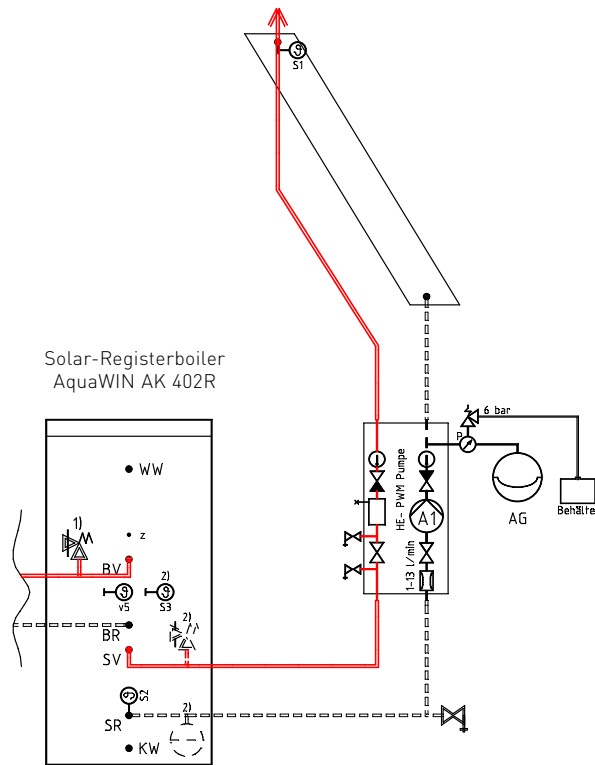 ϑ
S1
Solar-Registerboiler
AquaWIN AK 402R
6 bar
P
WW
HE- PWM Pumpe
A1
AG
Behälte
1)
z
BV
2)
ϑ
ϑ
v5
S3
1-13 l/min
2)
BR
SV
ϑ
S2
2)
SR
KW